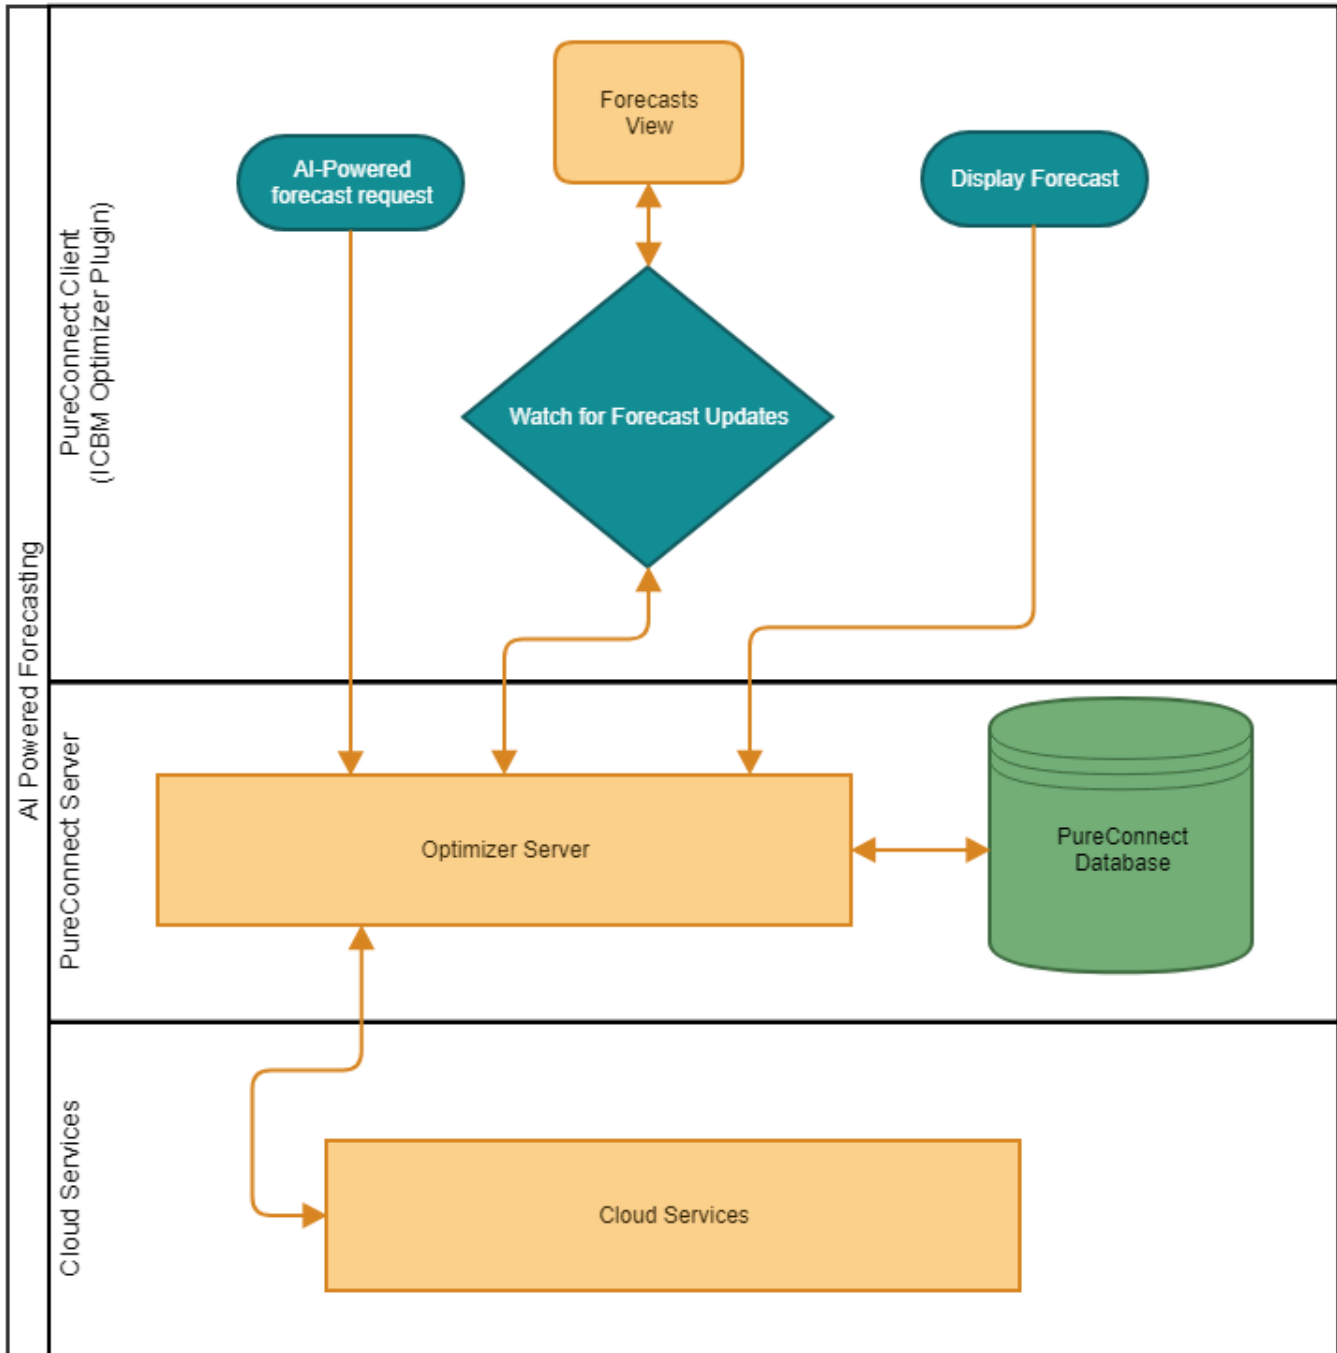 AI Powered Forecasting
PureConnect Client
(ICBM Optimizer Plugin)
Forecasts
View
AI-Powered
forecast request
Display Forecast
Watch for Forecast Updates
PureConnect Server
Optimizer Server
PureConnect
Database
Cloud Services
Cloud Services